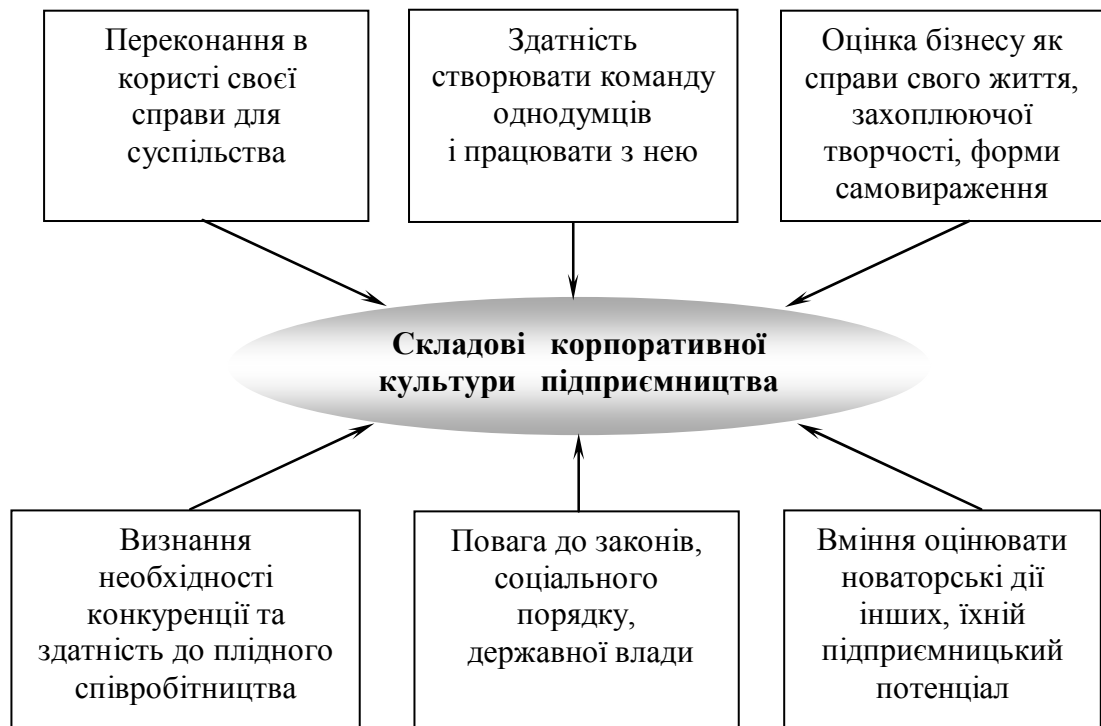 Переконання в
користі своєї
справи для
суспільства
Здатність
створювати команду
однодумців
і працювати з нею
Оцінка бізнесу як
справи свого життя,
захоплюючої
творчості, форми
самовираження
Складові корпоративної
культури підприємництва
Визнання
необхідності
конкуренції та
здатність до плідного
співробітництва
Повага до законів,
соціального
порядку,
державної влади
Вміння оцінювати
новаторські дії
інших, їхній
підприємницький
потенціал